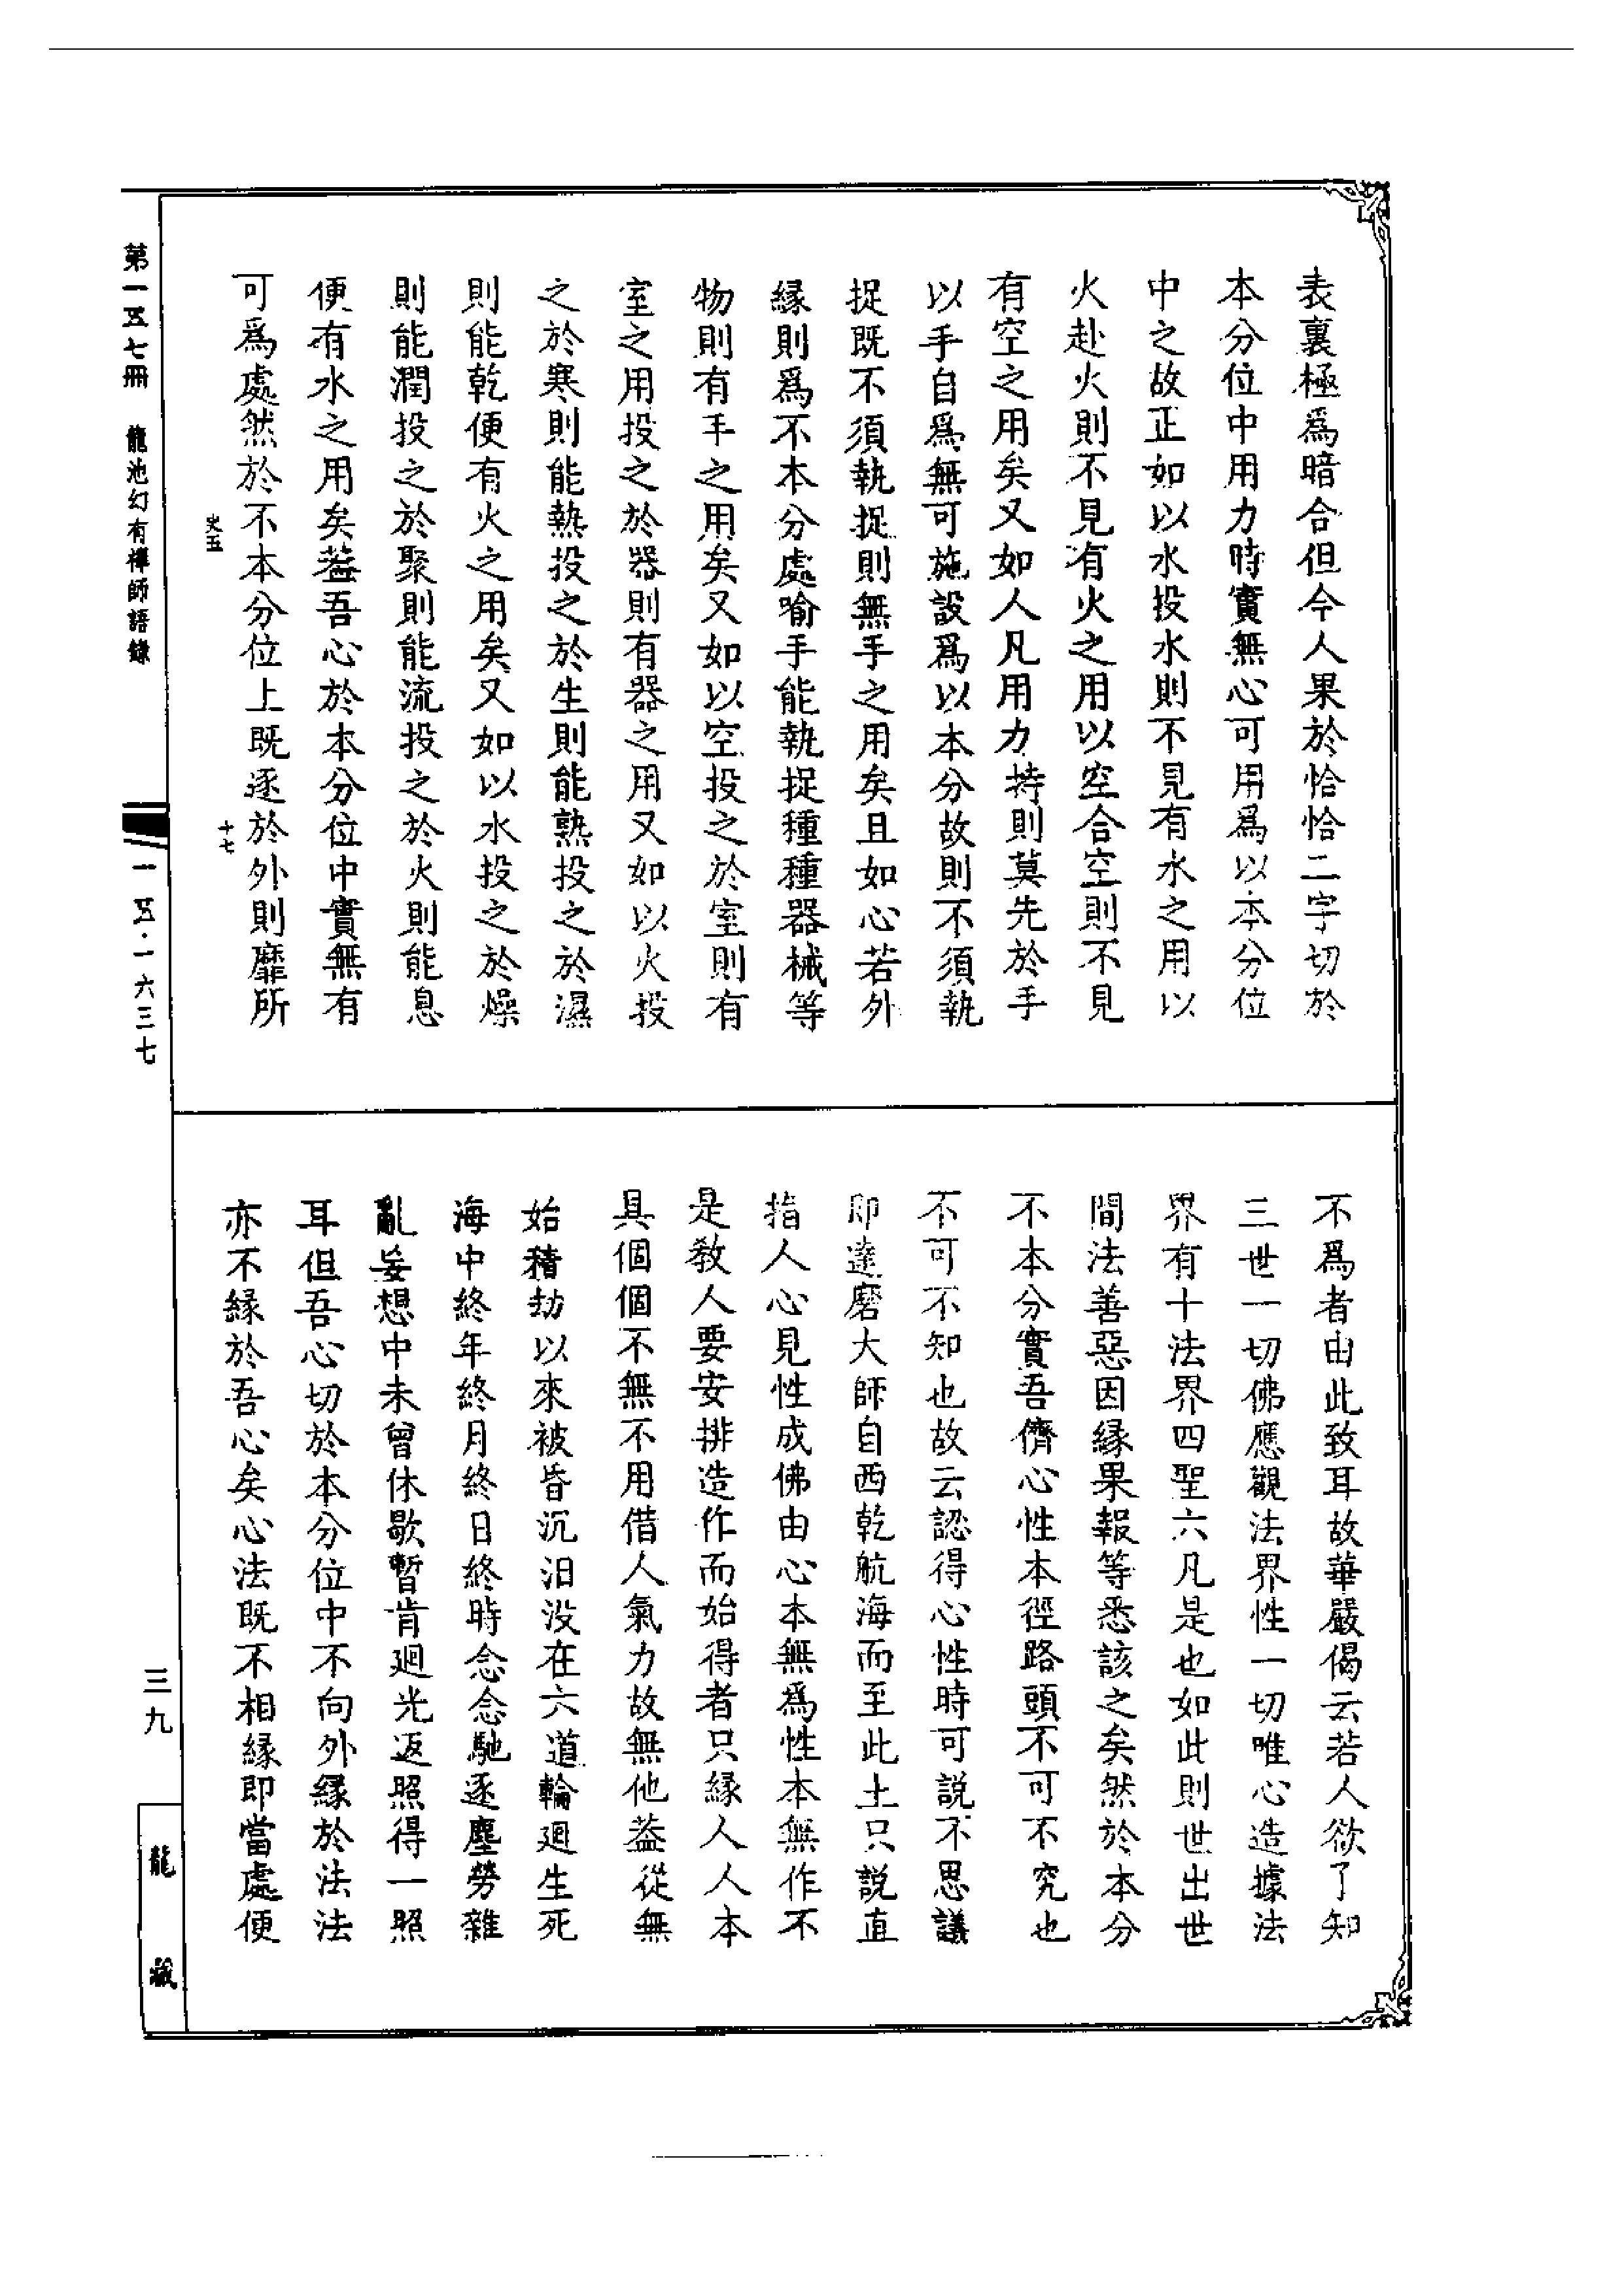 表裏極爲暗合但今人果於恰恰二字切於
本分位中用力時實無心可用爲以本分位
中之故正如以水投水則不見有水之用以
火赴火則不見有火之用以空合空則不見
有空之用矣又如人凡用力持則莫先於手
以手自爲無可施設爲以本分故則不須執
捉既不須執捉則無手之用矣且如心若外
緣則爲不本分處喻手能執捉種種器械等
物則有手之用矣又如以空投之於室則有
室之用投之於器則有器之用又如以火投
之於寒則能熱投之於生則能熟投之於濕
則能乾便有火之用矣又如以水投之於燥
則能潤投之於聚則能流投之於火則能息
便有水之用矣蓋吾心於本分位中實無有
可爲處然於不本分位上既逐於外則靡所
十七
不爲者由此致耳故華嚴偈云若人欲了知
三世一切佛應觀法界性一切唯心造據法
界有十法界四聖六凡是也如此則世出世
間法善惡因緣果報等悉該之矣然於本分
不本分實吾儕心性本徑路頭不可不究也
不可不知也故云認得心性時可說不思議
即達磨大師自西乾航海而至此土只説直
指人心見性成佛由心本無爲性本無作不
是教人要安排造作而始得者只緣人人本
具個個不無不用借人氣力故無他蓋從無
始積劫以來被昏沉汨没在六道輪廻生死
海中終年終月終日終時念念馳逐塵勞雜
亂妄想中未曾休歇暫肯廻光返照得一照
耳但吾心切於本分位中不向外緣於法法
亦不緣於吾心矣心法既不相緣即當處便
第一五七冊 龍池幻有禪師語錄
一五·一六三七
三九
龍藏